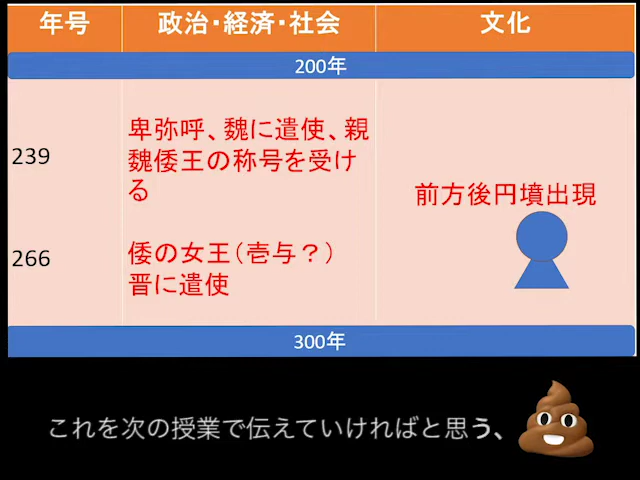 年号 政治・経済・社会 文化
200年
239
卑弥呼、魏に遣使、親
魏倭王の称号を受け
る
前方後円墳出現
266
倭の女王（壱与？）
晋に遣使
300年
これを次の授業で伝えていければと思う、